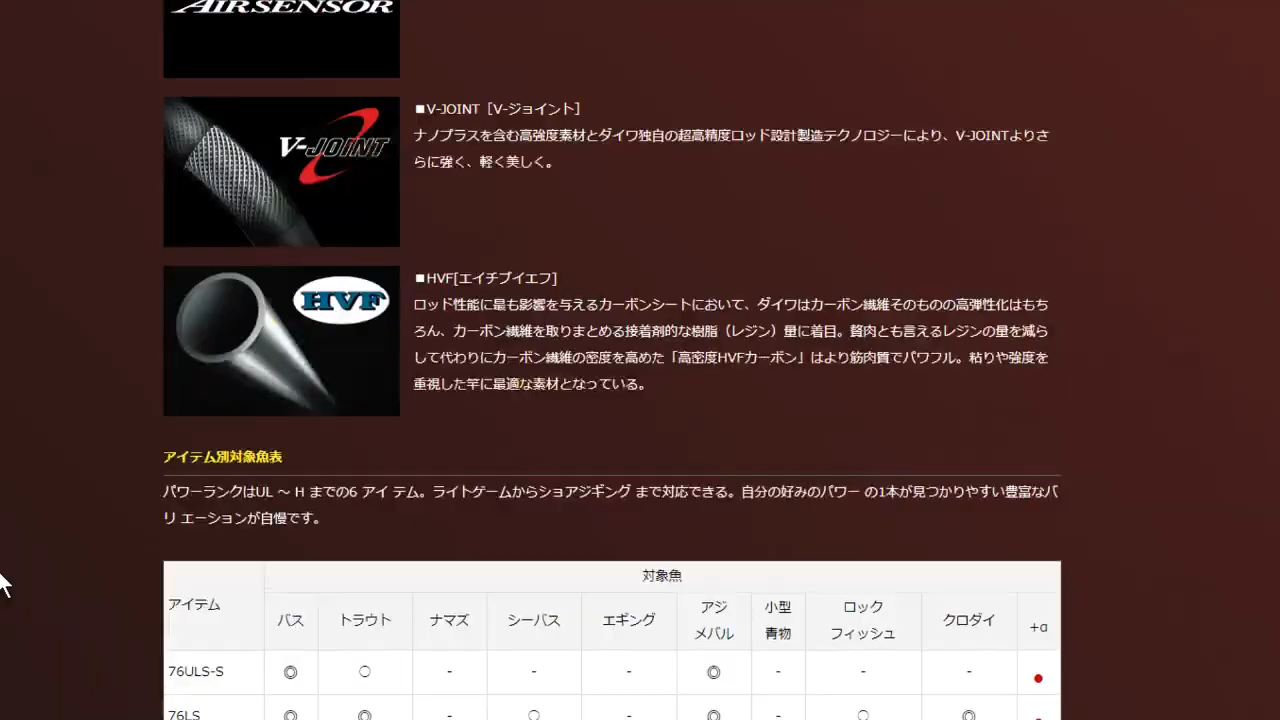 AIRSENSOR
V-JOINT
■V-JOINT［V-ジョイント］
ナノプラスを含む高強度素材とダイワ独自の超高精度ロッド設計製造テクノロジーにより、V-JOINTよりさ
らに強く、軽く美しく。
HVF
■HVF[エイチブイエフ]
ロッド性能に最も影響を与えるカーボンシートにおいて、ダイワはカーボン繊維そのものの高弾性化はもち
ろん、カーボン繊維を取りまとめる接着剤的な樹脂（レジン）量に着目。贅肉とも言えるレジンの量を減ら
して代わりにカーボン繊維の密度を高めた「高密度HVFカーボン」はより筋肉質でパワフル。粘りや強度を
重視した竿に最適な素材となっている。
アイテム別対象魚表
パワーランクはUL ～ H までの6 アイ テム。ライトゲームからショアジギング まで対応できる。自分の好みのパワー の1本が見つかりやすい豊富なバ
リ エーションが自慢です。
アイテム 対象魚
バス トラウト ナマズ シーバス エギング アジ メバル 小型 青物 ロック フィッシュ クロダイ +α
76ULS-S ◎ ○ - - - ◎ - - - ●
76LS ◎ ◎ - ○ - ◎ - ○ ◎ ●